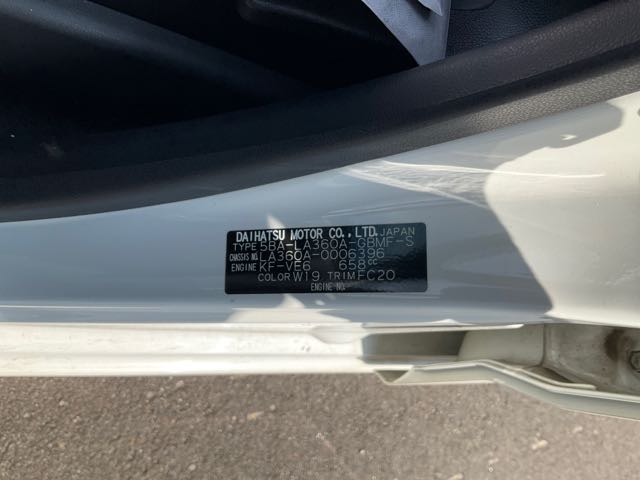 DAIHATSU MOTOR CO.,LTD.JAPAN
TYPE 5BA-LA360A-GBMF-S
CHASSIS NO. LA360A-0006396
ENGINE KF-VE6 658cc
COLOR W19 TRIM FC20
ENGINE NO.